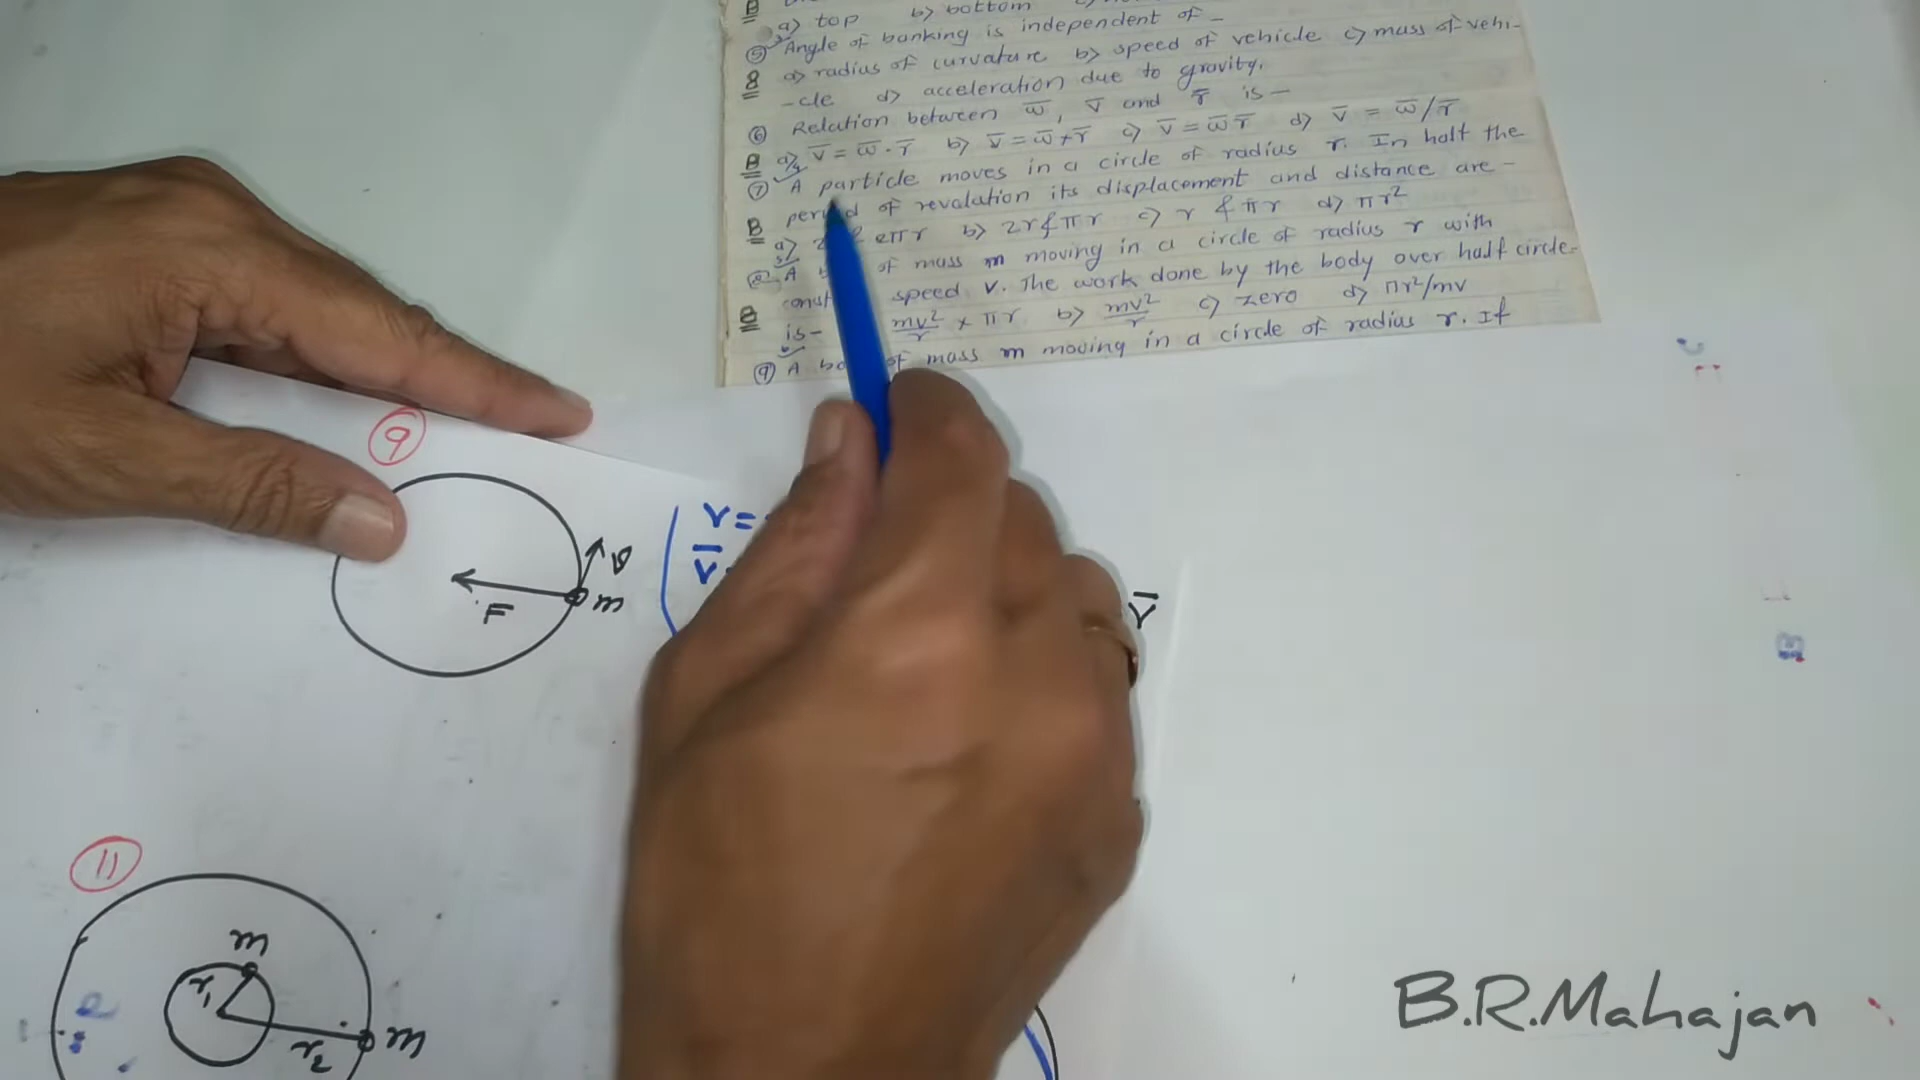 a) top b) bottom
⑤ Angle of banking is independent of -
B a) radius of curvature b) speed of vehicle c) mass of vehi-
-cle d) acceleration due to gravity.
⑥ Relation between ω̅, v̅ and r̅ is -
B a) v̅ = ω̅ · r̅ b) v̅ = ω̅ + r̅ c) v̅ = ω̅ r̅ d) v̅ = ω̅/r̅
⑦ A particle moves in a circle of radius r. In half the
B period of revolation its displacement and distance are -
a) 2πr b) 2r & πr c) r & πr d) πr²
⑧ A of mass m moving in a circle of radius r with
B const speed v. The work done by the body over half circle-
is - mv²/r × πr b) mv²/r c) zero d) πr²/mv
⑨ A bo of mass m moving in a circle of radius r. If
9
v =
v̅
v
F
m
v̅
11
m
r₁
r₂
m
B.R.Mahajan